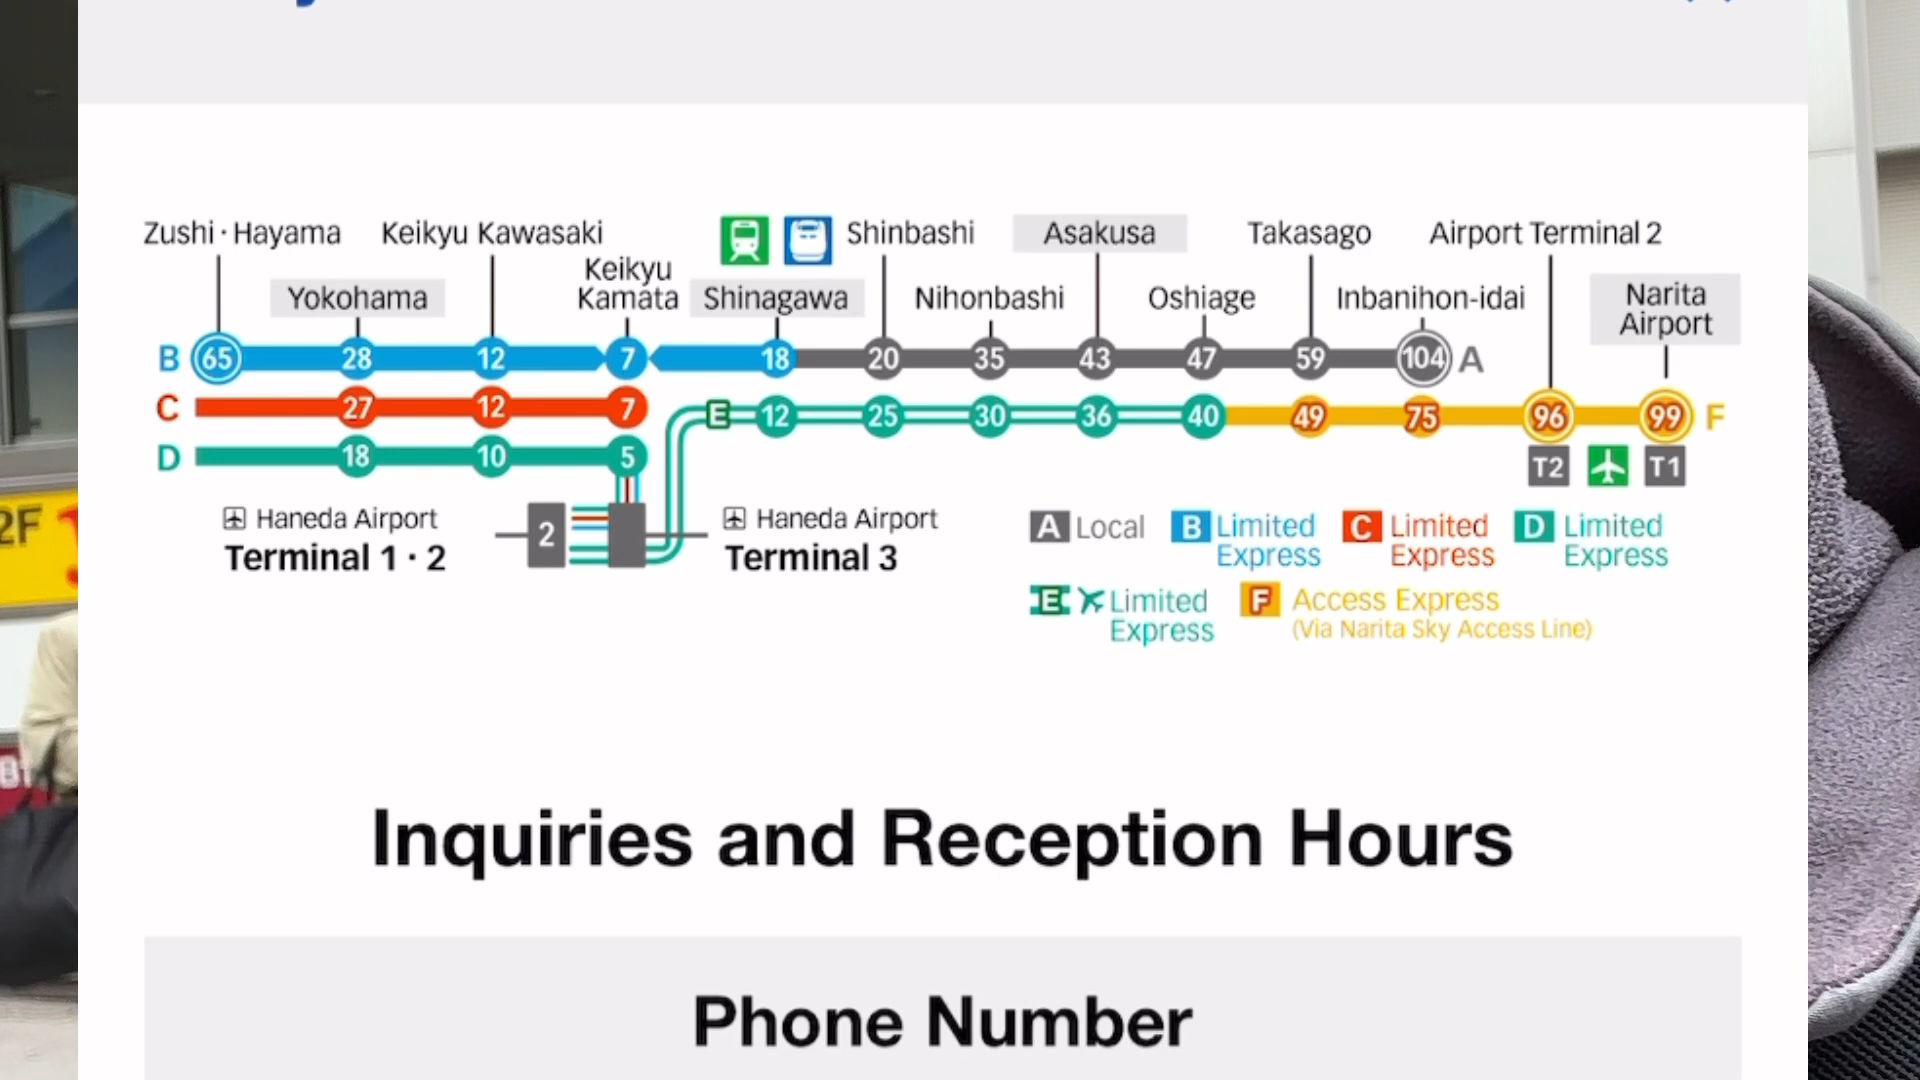 Zushi・Hayama
Keikyu Kawasaki
Shinbashi
Asakusa
Takasago
Airport Terminal 2
Yokohama
Keikyu
Kamata
Shinagawa
Nihonbashi
Oshiage
Inbanihon-idai
Narita
Airport
B 65 28 12 7 18 20 35 43 47 59 104 A
C 27 12 7
E 12 25 30 36 40 49 75 96 99 F
D 18 10 5
T2 T1
Haneda Airport
Terminal 1・2
2
Haneda Airport
Terminal 3
A Local
B Limited
Express
C Limited
Express
D Limited
Express
E Limited
Express
F Access Express
(Via Narita Sky Access Line)
2F
Inquiries and Reception Hours
Phone Number